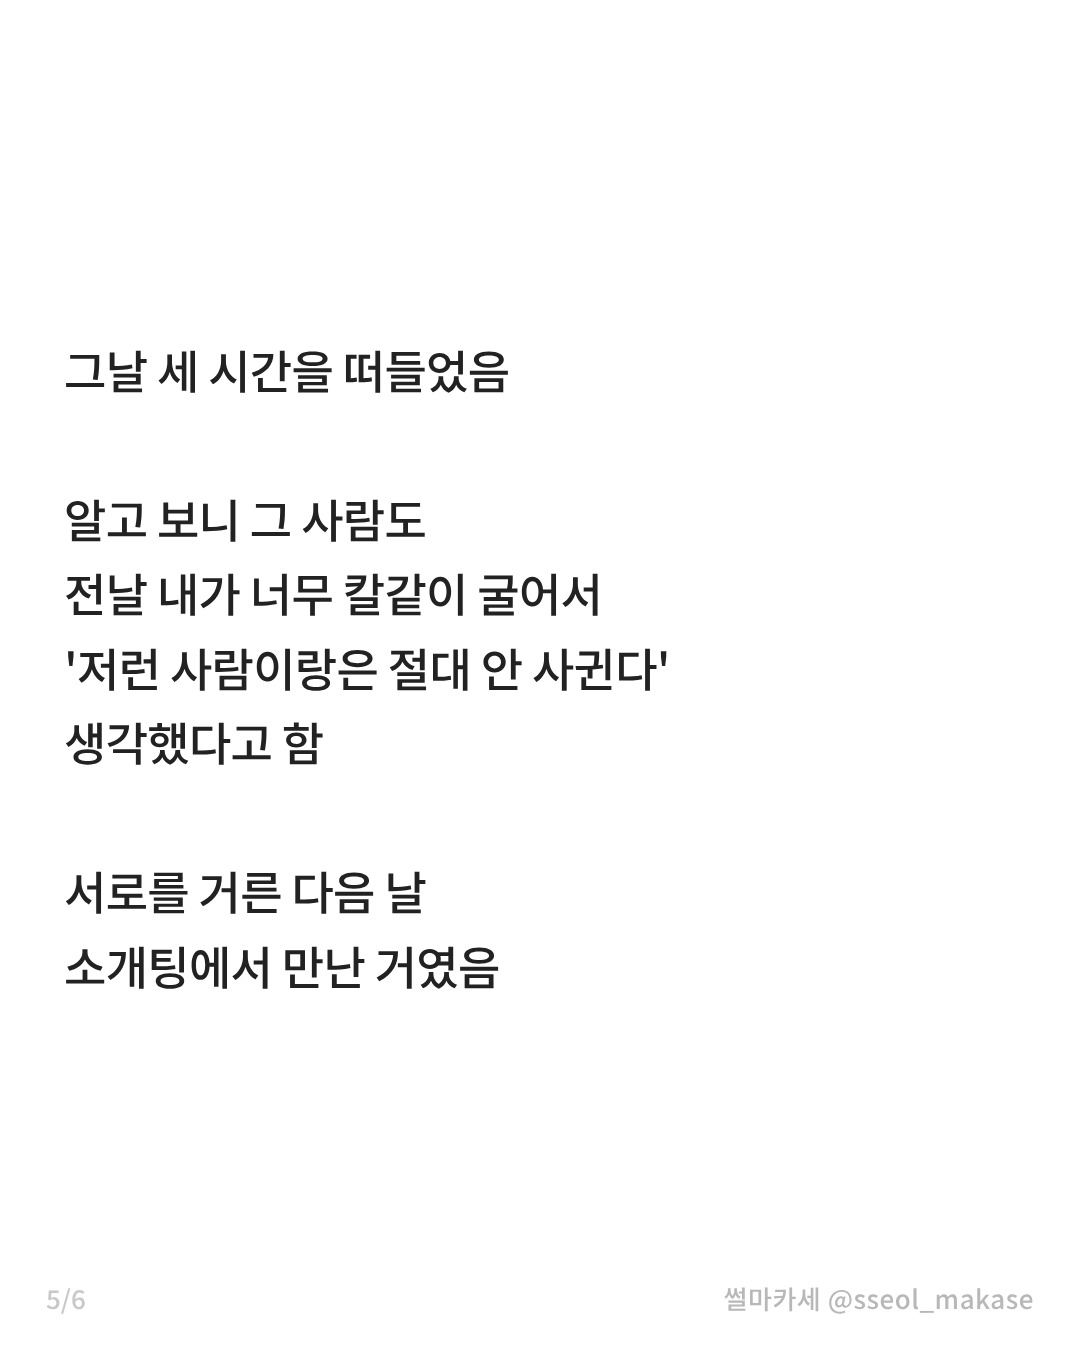 그날 세 시간을 떠들었음
알고 보니 그 사람도
전날 내가 너무 칼같이 굴어서
'저런 사람이랑은 절대 안 사귄다'
생각했다고 함
서로를 거른 다음 날
소개팅에서 만난 거였음
5/6
썰마카세 @sseol_makase